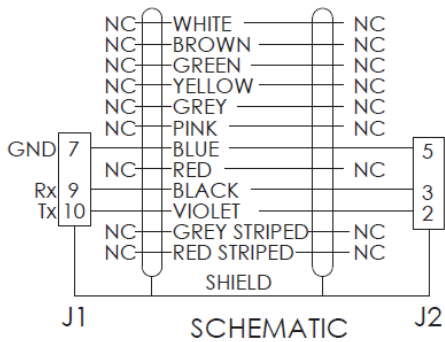 NC WHITE NC
NC BROWN NC
NC GREEN NC
NC YELLOW NC
NC GREY NC
NC PINK NC
GND 7 BLUE 5
NC RED NC
Rx 9 BLACK 3
Tx 10 VIOLET 2
NC GREY STRIPED NC
NC RED STRIPED NC
SHIELD
J1 J2
SCHEMATIC